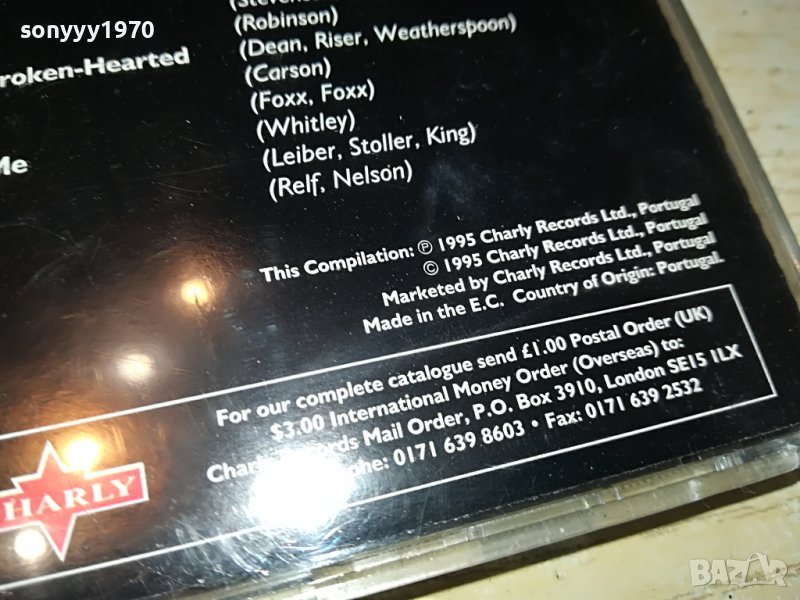 sonyyy1970
(Robinson)
(Dean, Riser, Weatherspoon)
roken-Hearted
(Carson)
(Foxx, Foxx)
(Whitley)
Me
(Leiber, Stoller, King)
(Relf, Nelson)
This Compilation: ℗ 1995 Charly Records Ltd., Portugal
© 1995 Charly Records Ltd., Portugal
Marketed by Charly Records Ltd., Portugal
Made in the E.C. Country of Origin: Portugal.
For our complete catalogue send £1.00 Postal Order (UK)
$3.00 International Money Order (Overseas) to:
Mail Order, P.O. Box 3910, London SE15 1LX
0171 639 8603 • Fax: 0171 639 2532
HARLY
BAZAR